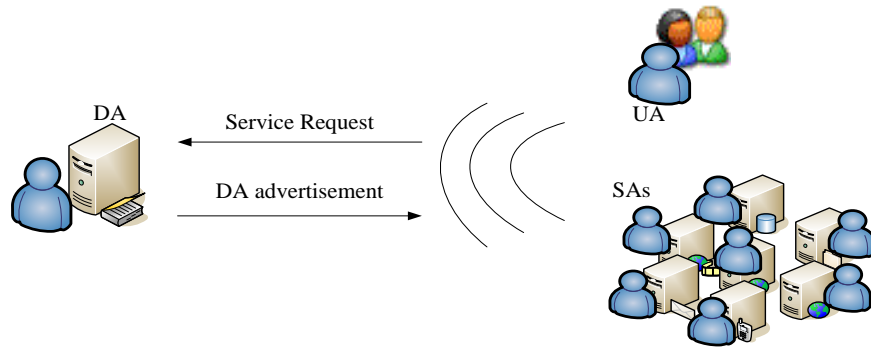 UA
DA
Service Request
DA advertisement
SAs